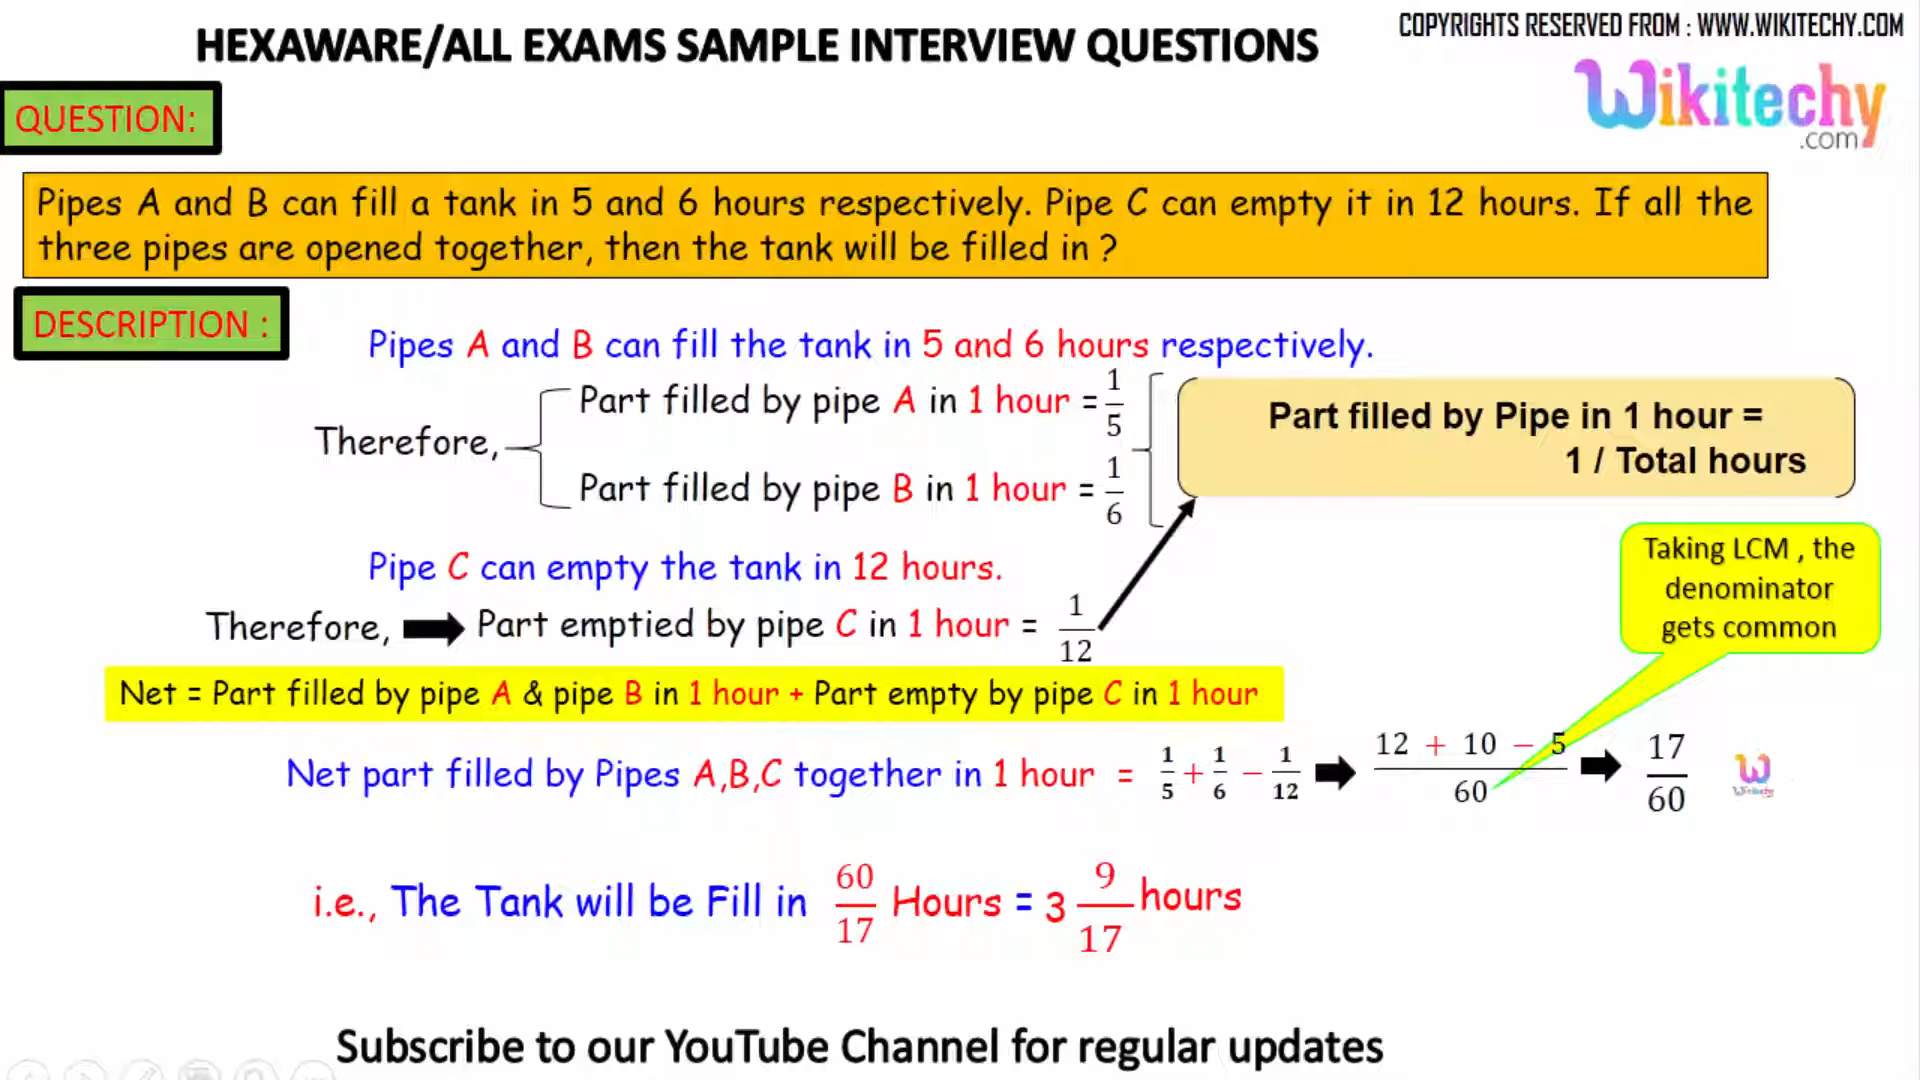 HEXAWARE/ALL EXAMS SAMPLE INTERVIEW QUESTIONS
COPYRIGHTS RESERVED FROM : WWW.WIKITECHY.COM
Wikitechy
.com
QUESTION:
Pipes A and B can fill a tank in 5 and 6 hours respectively. Pipe C can empty it in 12 hours. If all the
three pipes are opened together, then the tank will be filled in ?
DESCRIPTION :
Pipes A and B can fill the tank in 5 and 6 hours respectively.
Therefore,
Part filled by pipe A in 1 hour = 1/5
Part filled by pipe B in 1 hour = 1/6
Part filled by Pipe in 1 hour =
1 / Total hours
Pipe C can empty the tank in 12 hours.
Therefore, Part emptied by pipe C in 1 hour = 1/12
Taking LCM , the
denominator
gets common
Net = Part filled by pipe A & pipe B in 1 hour + Part empty by pipe C in 1 hour
Net part filled by Pipes A,B,C together in 1 hour = 1/5 + 1/6 - 1/12 12 + 10 - 5/60 17/60
i.e., The Tank will be Fill in 60/17 Hours = 3 9/17 hours
Subscribe to our YouTube Channel for regular updates